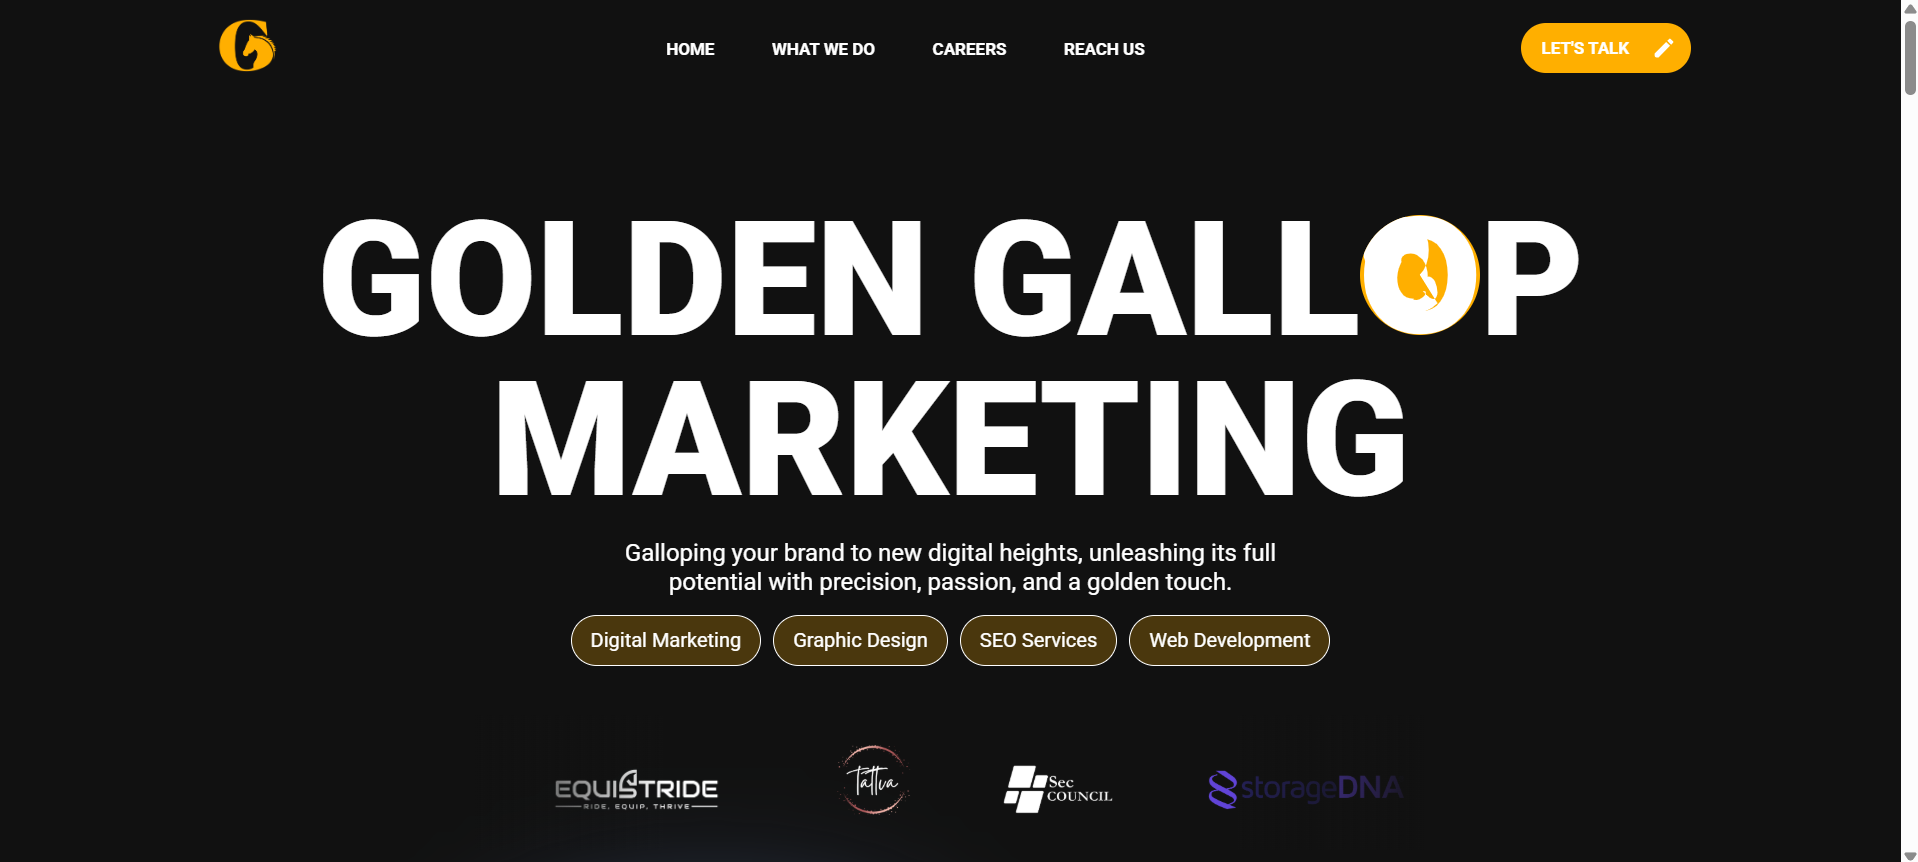 HOME WHAT WE DO CAREERS REACH US LET'S TALK
GOLDEN GALLOP
MARKETING
Galloping your brand to new digital heights, unleashing its full
potential with precision, passion, and a golden touch.
Digital Marketing Graphic Design SEO Services Web Development
EQUISTRIDE
RIDE, EQUIP, THRIVE
Tattva
Sec
COUNCIL
storageDNA